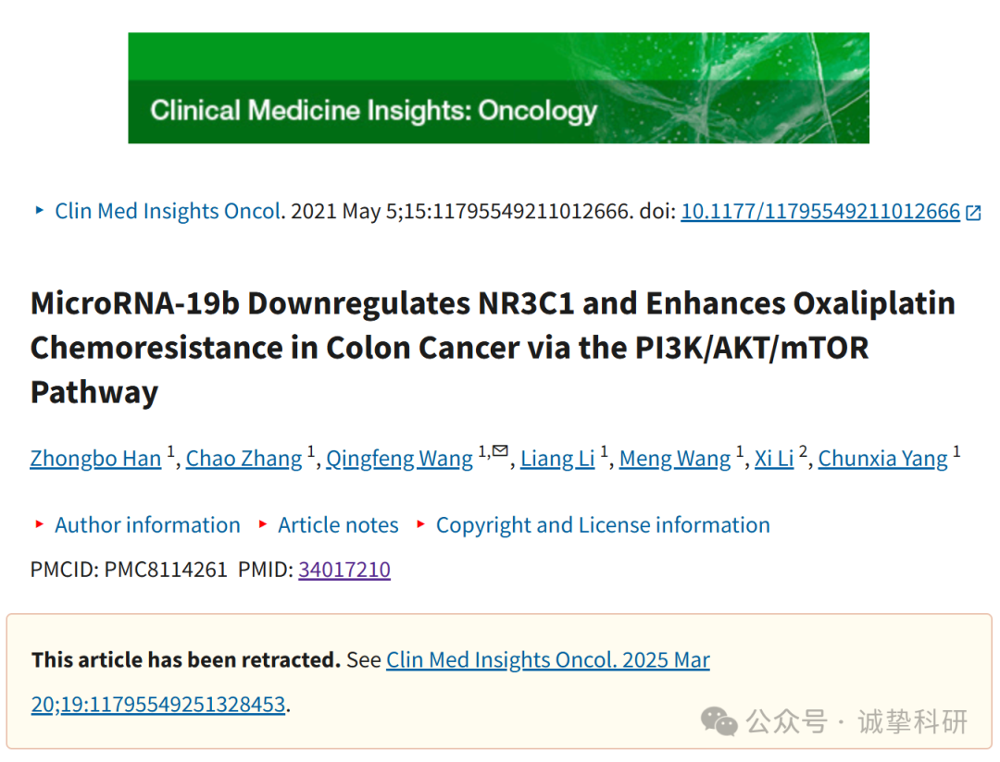 Clinical Medicine Insights: Oncology
Clin Med Insights Oncol. 2021 May 5;15:11795549211012666. doi: 10.1177/11795549211012666
MicroRNA-19b Downregulates NR3C1 and Enhances Oxaliplatin
Chemoresistance in Colon Cancer via the PI3K/AKT/mTOR
Pathway
Zhongbo Han 1, Chao Zhang 1, Qingfeng Wang 1,✉, Liang Li 1, Meng Wang 1, Xi Li 2, Chunxia Yang 1
Author information Article notes Copyright and License information
PMCID: PMC8114261 PMID: 34017210
This article has been retracted. See Clin Med Insights Oncol. 2025 Mar
20;19:11795549251328453.
公众号 · 诚挚科研